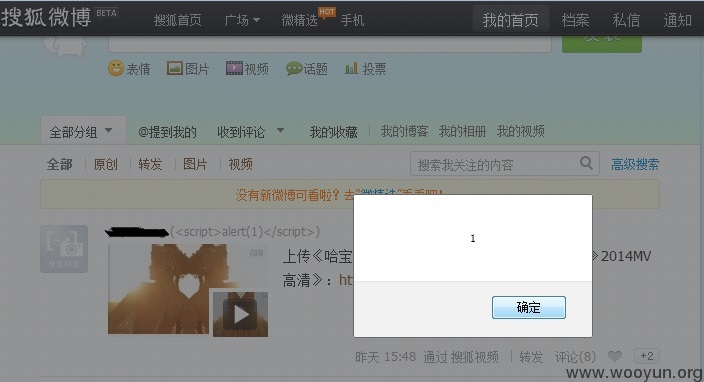 搜狐微博 BETA 搜狐首页 广场 微精选 HOT 手机 我的首页 档案 私信 通知
表情 图片 视频 话题 投票
全部分组 @提到我的 收到评论 我的收藏 我的博客 我的相册 我的视频
全部 原创 转发 图片 视频 搜索我关注的内容 高级搜索
没有新微博可看啦？去"微精选"看看吧！
(<script>alert(1)</script>)
1
上传《哈宝 》2014MV
高清》：
确定
昨天 15:48 通过 搜狐视频 转发 评论(8) +2
www.wooyun.org